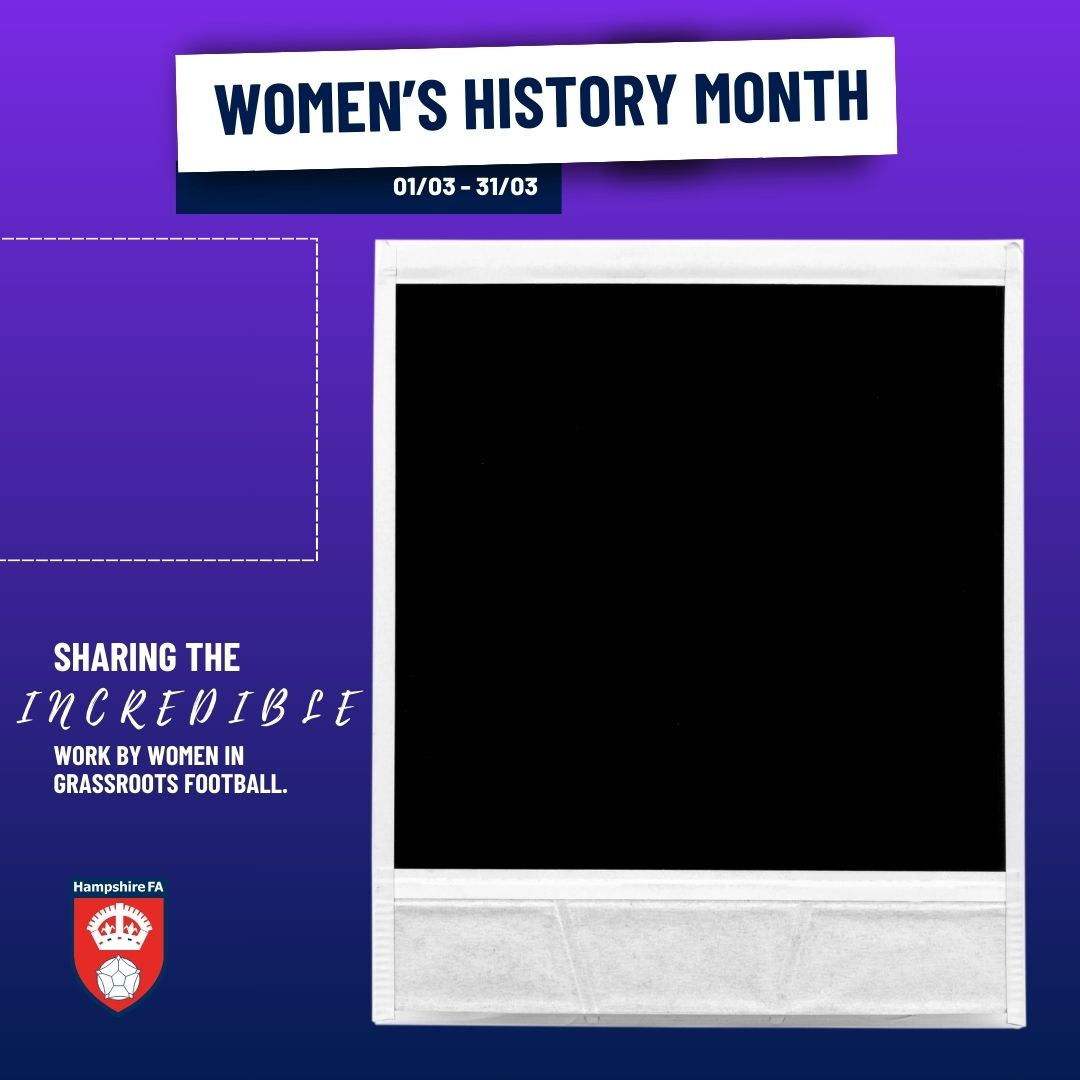 WOMEN’S HISTORY MONTH
01/03 - 31/03
SHARING THE
INCREDIBLE
WORK BY WOMEN IN
GRASSROOTS FOOTBALL.
Hampshire FA